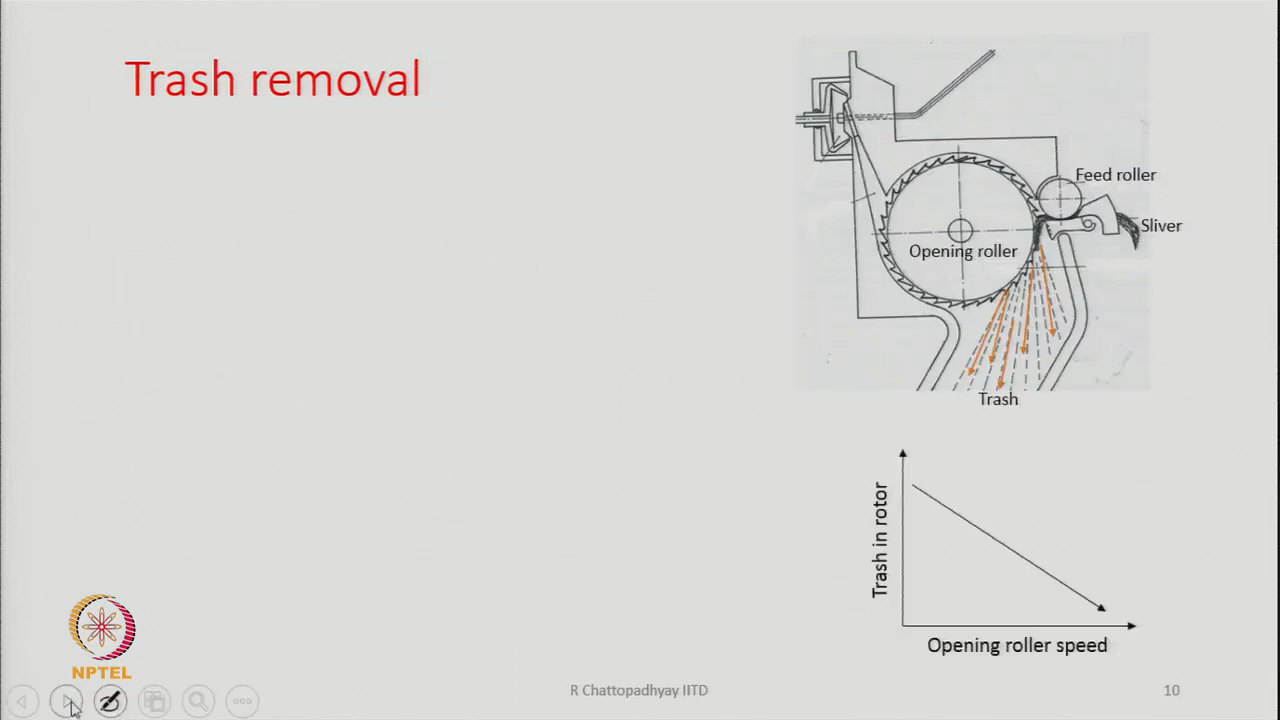 Trash removal
Feed roller
Sliver
Opening roller
Trash
Trash in rotor
Opening roller speed
NPTEL
R Chattopadhyay IITD
10